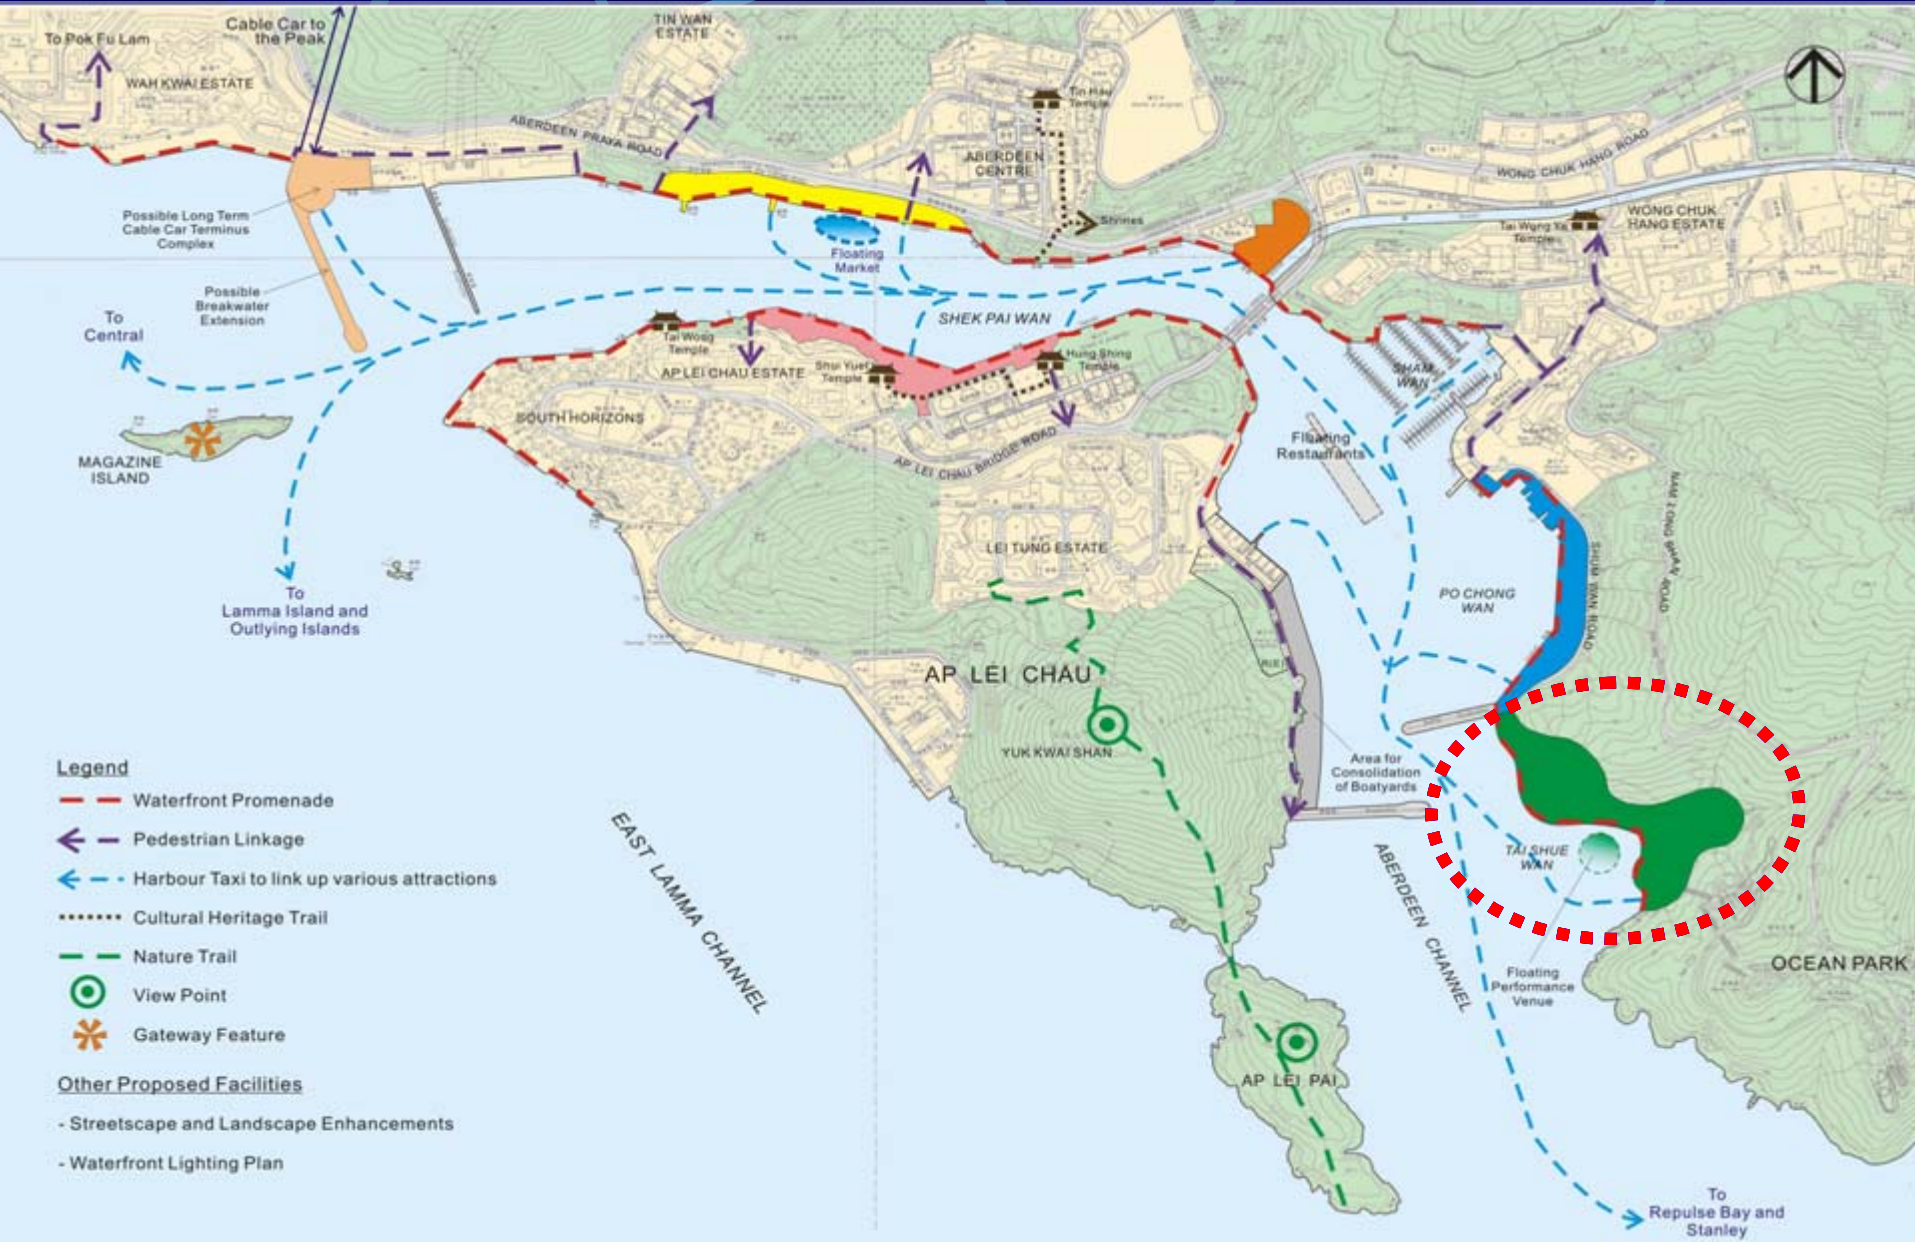 Cable Car to
the Peak
To Pok Fu Lam
WAH KWAI ESTATE
TIN WAN
ESTATE
ABERDEEN PRAKA ROAD
Tin Hau
Temple
ABERDEEN
CENTRE
Shrines
WONG CHUK HANG ROAD
Tai Wong Ye
Temple
WONG CHUK
HANG ESTATE
Possible Long Term
Cable Car Terminus
Complex
Possible
Breakwater
Extension
Floating
Market
To
Central
SHEK PAI WAN
Tai Wong
Temple
AP LEI CHAU ESTATE
Shui Yuet
Temple
Hung Shing
Temple
SHAM
WAN
SOUTH HORIZONS
AP LEI CHAU BRIDGE ROAD
Floating
Restaurants
MAGAZINE
ISLAND
LEI TUNG ESTATE
NAM LONG SHAN ROAD
SHUM WAN ROAD
PO CHONG
WAN
To
Lamma Island and
Outlying Islands
AP LEI CHAU
YUK KWAI SHAN
Area for
Consolidation
of Boatyards
TAI SHUE
WAN
EAST LAMMA CHANNEL
ABERDEEN CHANNEL
Floating
Performance
Venue
OCEAN PARK
AP LEI PAI
To
Repulse Bay and
Stanley
Legend
Waterfront Promenade
Pedestrian Linkage
Harbour Taxi to link up various attractions
Cultural Heritage Trail
Nature Trail
View Point
Gateway Feature
Other Proposed Facilities
- Streetscape and Landscape Enhancements
- Waterfront Lighting Plan